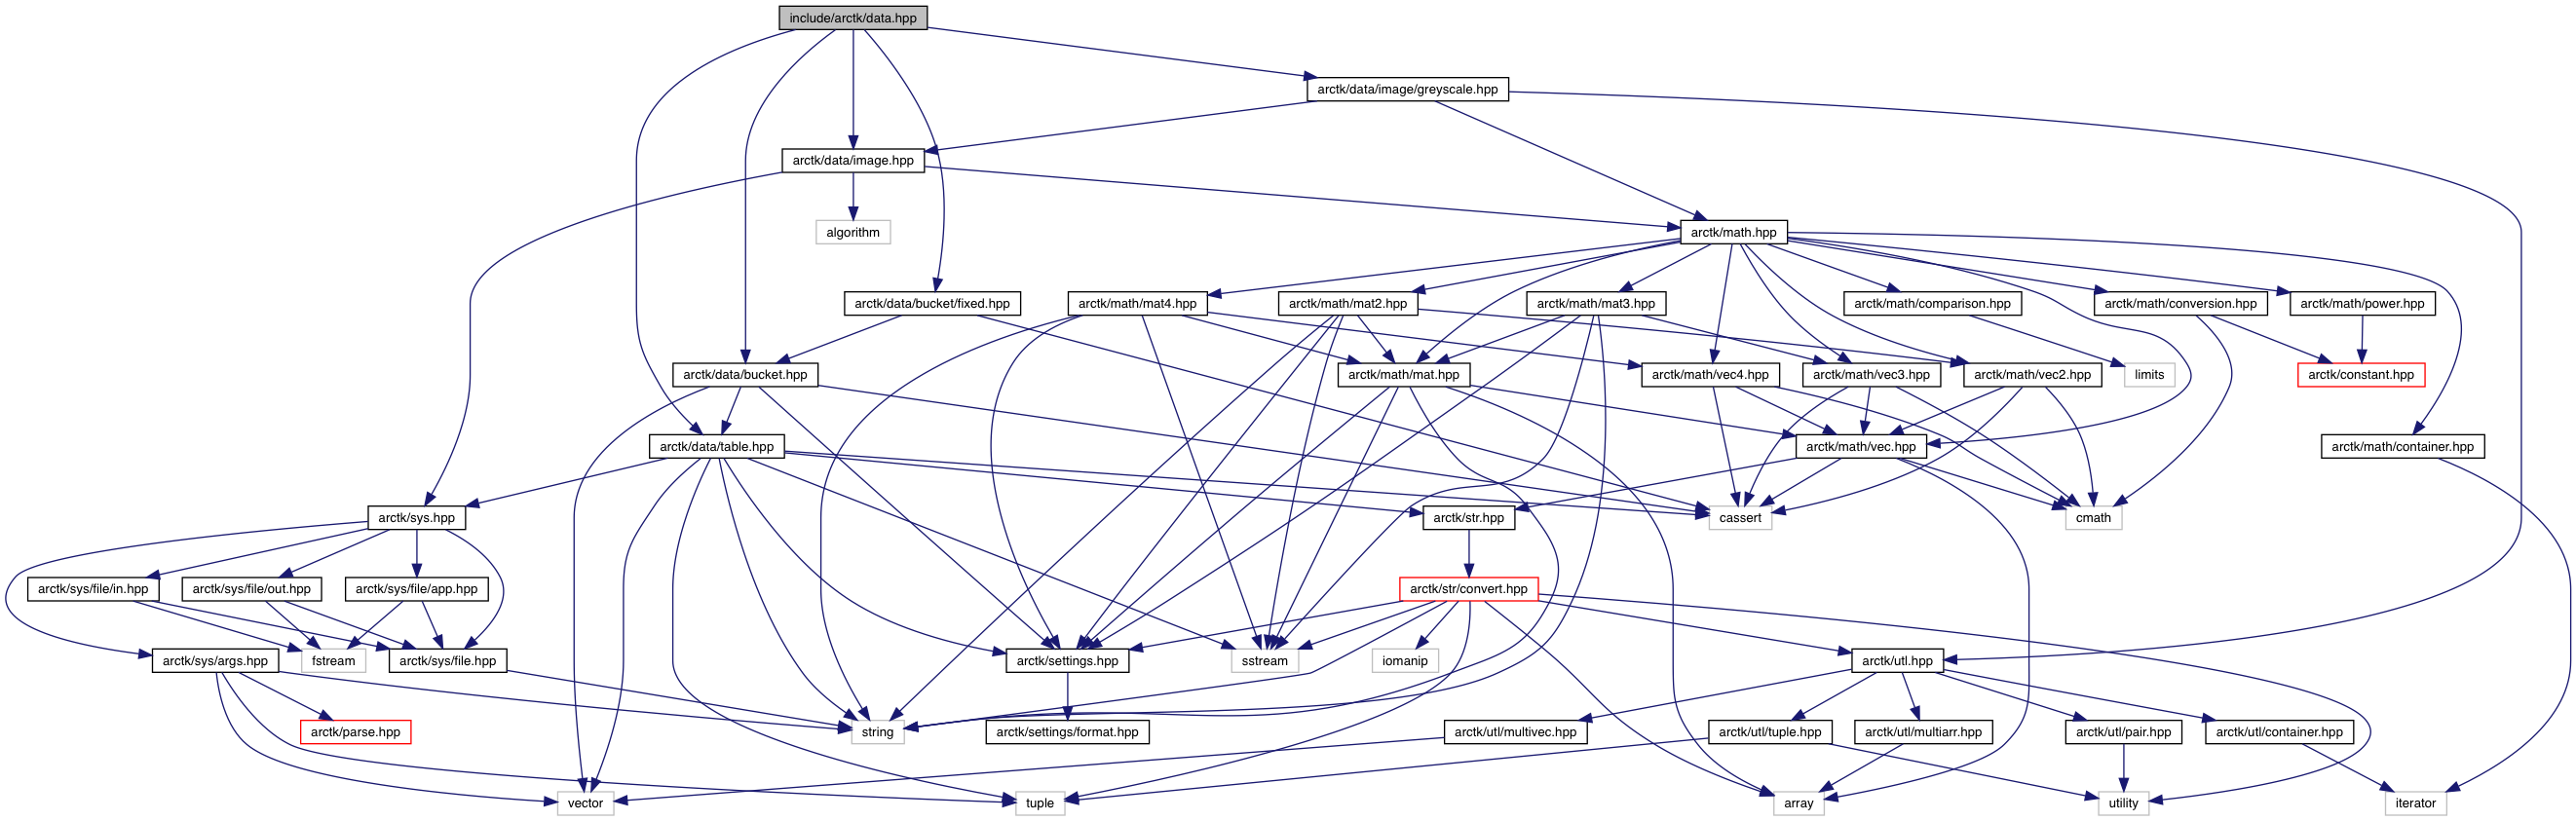 include/arctk/data.hpp
arctk/data/image/greyscale.hpp
arctk/data/image.hpp
algorithm
arctk/math.hpp
arctk/data/bucket/fixed.hpp
arctk/math/mat4.hpp
arctk/math/mat2.hpp
arctk/math/mat3.hpp
arctk/math/comparison.hpp
arctk/math/conversion.hpp
arctk/math/power.hpp
arctk/data/bucket.hpp
arctk/math/mat.hpp
arctk/math/vec4.hpp
arctk/math/vec3.hpp
arctk/math/vec2.hpp
limits
arctk/constant.hpp
arctk/data/table.hpp
arctk/math/vec.hpp
arctk/math/container.hpp
arctk/sys.hpp
arctk/str.hpp
cassert
cmath
arctk/sys/file/in.hpp
arctk/sys/file/out.hpp
arctk/sys/file/app.hpp
arctk/str/convert.hpp
arctk/sys/args.hpp
fstream
arctk/sys/file.hpp
arctk/settings.hpp
sstream
iomanip
arctk/utl.hpp
arctk/parse.hpp
string
arctk/settings/format.hpp
arctk/utl/multivec.hpp
arctk/utl/tuple.hpp
arctk/utl/multiarr.hpp
arctk/utl/pair.hpp
arctk/utl/container.hpp
vector
tuple
array
utility
iterator